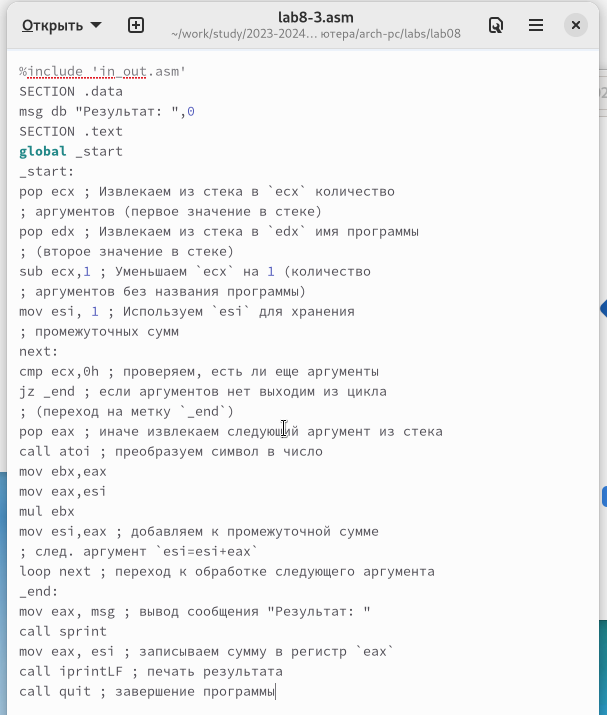 Открыть
lab8-3.asm
~/work/study/2023-2024… ютера/arch-pc/labs/lab08
%include 'in_out.asm'
SECTION .data
msg db "Результат: ",0
SECTION .text
global _start
_start:
pop ecx ; Извлекаем из стека в `ecx` количество
; аргументов (первое значение в стеке)
pop edx ; Извлекаем из стека в `edx` имя программы
; (второе значение в стеке)
sub ecx,1 ; Уменьшаем `ecx` на 1 (количество
; аргументов без названия программы)
mov esi, 1 ; Используем `esi` для хранения
; промежуточных сумм
next:
cmp ecx,0h ; проверяем, есть ли еще аргументы
jz _end ; если аргументов нет выходим из цикла
; (переход на метку `_end`)
pop eax ; иначе извлекаем следующий аргумент из стека
call atoi ; преобразуем символ в число
mov ebx,eax
mov eax,esi
mul ebx
mov esi,eax ; добавляем к промежуточной сумме
; след. аргумент `esi=esi+eax`
loop next ; переход к обработке следующего аргумента
_end:
mov eax, msg ; вывод сообщения "Результат: "
call sprint
mov eax, esi ; записываем сумму в регистр `eax`
call iprintLF ; печать результата
call quit ; завершение программы